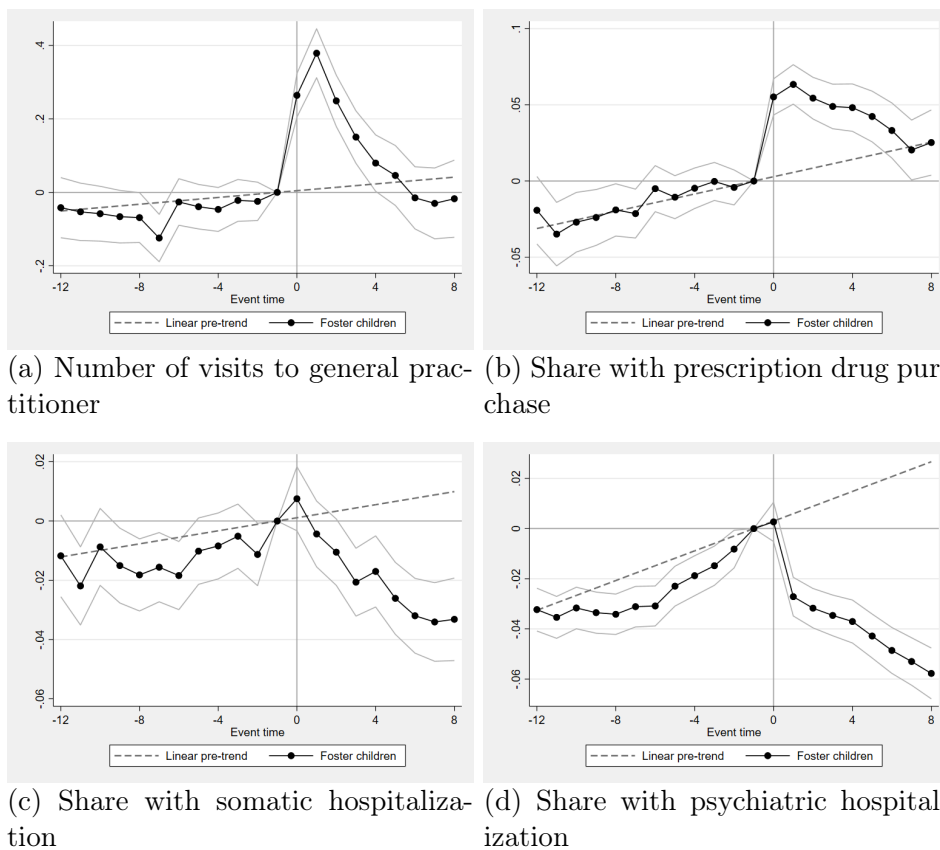 .4
.2
0
-.2
-12 -8 -4 0 4 8
Event time
Linear pre-trend Foster children
(a) Number of visits to general prac-
titioner
.1
.05
0
-.05
-12 -8 -4 0 4 8
Event time
Linear pre-trend Foster children
(b) Share with prescription drug pur
chase
.02
0
-.02
-.04
-.06
-12 -8 -4 0 4 8
Event time
Linear pre-trend Foster children
(c) Share with somatic hospitaliza-
tion
.02
0
-.02
-.04
-.06
-12 -8 -4 0 4 8
Event time
Linear pre-trend Foster children
(d) Share with psychiatric hospital
ization